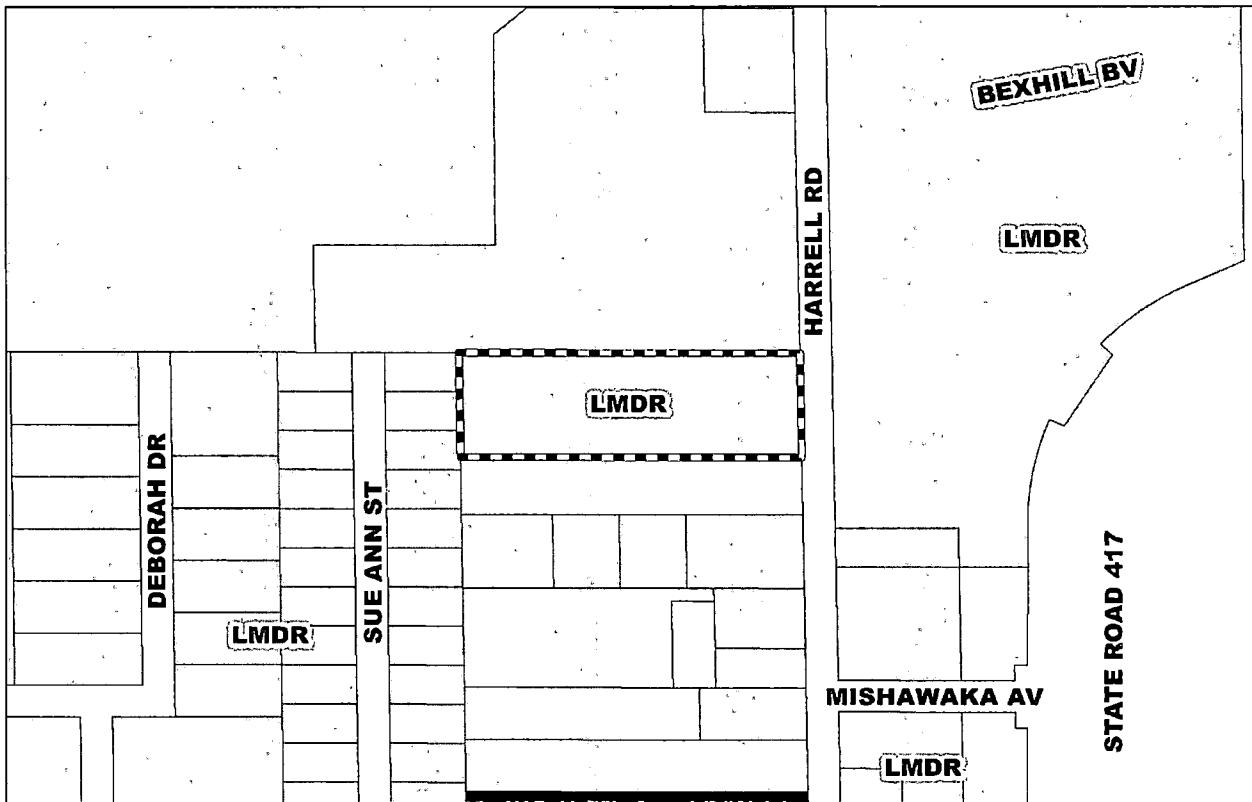 BEXHILL BV
HARRELL RD
LMDR
LMDR
DEBORAH DR
SUE ANN ST
LMDR
STATE ROAD 417
MISHAWAKA AV
LMDR